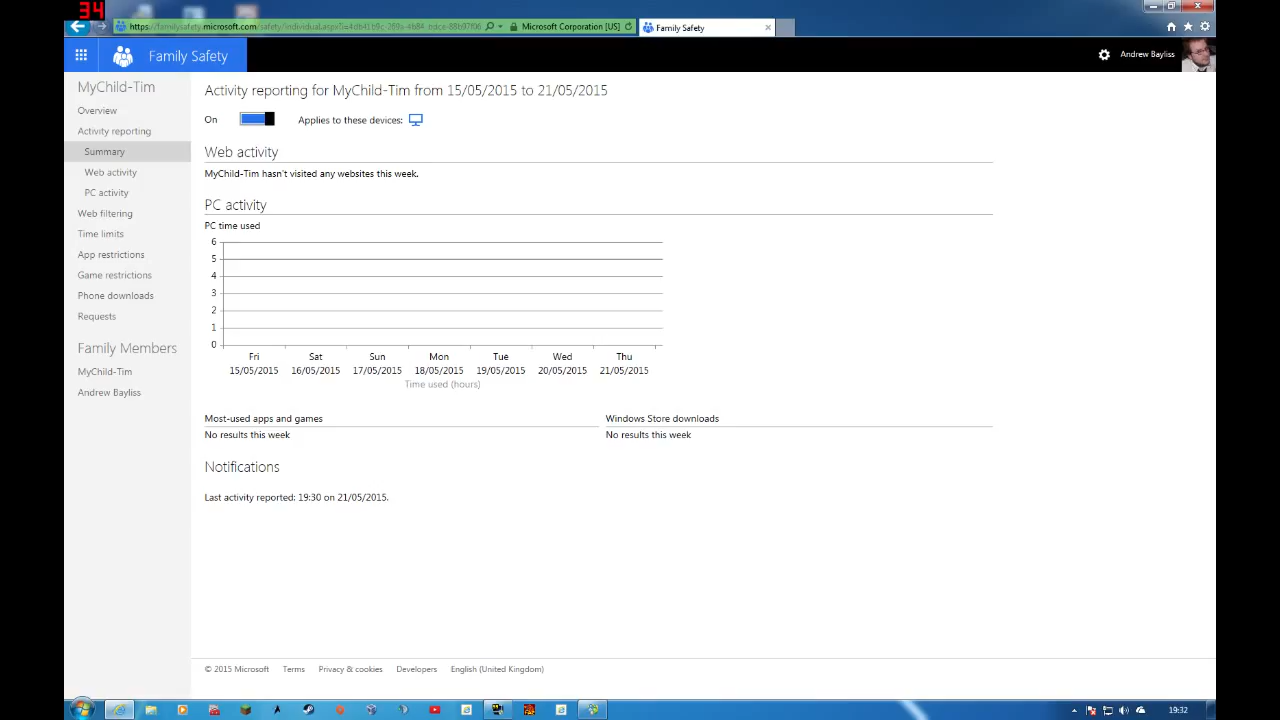 34
Microsoft Corporation [US]
Family Safety
Family Safety
Andrew Bayliss
MyChild-Tim
Overview
Activity reporting
Summary
Web activity
PC activity
Web filtering
Time limits
App restrictions
Game restrictions
Phone downloads
Requests
Family Members
MyChild-Tim
Andrew Bayliss
Activity reporting for MyChild-Tim from 15/05/2015 to 21/05/2015
On
Applies to these devices:
Web activity
MyChild-Tim hasn't visited any websites this week.
PC activity
PC time used
6
5
4
3
2
1
0
Fri Sat Sun Mon Tue Wed Thu
15/05/2015 16/05/2015 17/05/2015 18/05/2015 19/05/2015 20/05/2015 21/05/2015
Time used (hours)
Most-used apps and games
No results this week
Windows Store downloads
No results this week
Notifications
Last activity reported: 19:30 on 21/05/2015.
© 2015 Microsoft Terms Privacy & cookies Developers English (United Kingdom)
19:32